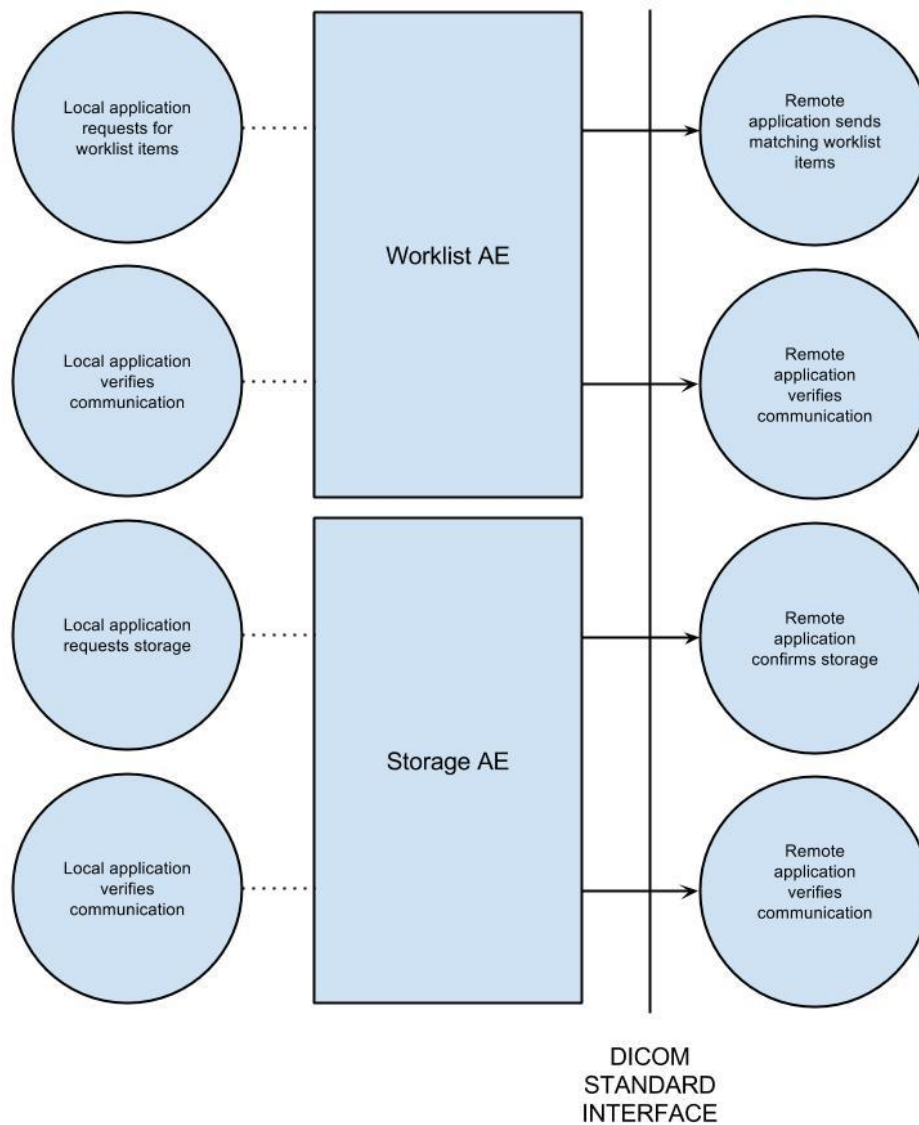 Local application
requests for
worklist items
Worklist AE
Remote
application sends
matching worklist
items
Local application
verifies
communication
Remote
application
verifies
communication
Local application
requests storage
Storage AE
Remote
application
confirms storage
Local application
verifies
communication
Remote
application
verifies
communication
DICOM
STANDARD
INTERFACE